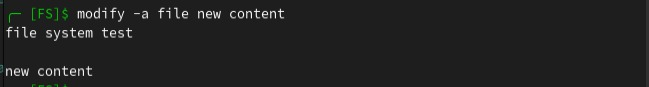 ╭─ [FS]$ modify -a file new content
file system test

new content